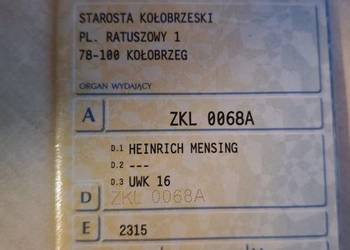 STAROSTA KOŁOBRZESKI
PL. RATUSZOWY 1
78-100 KOŁOBRZEG
ORGAN WYDAJĄCY
A ZKL 0068A
D.1 HEINRICH MENSING
D.2 ---
D.3 UWK 16
D ZKL 0068A
E 2315